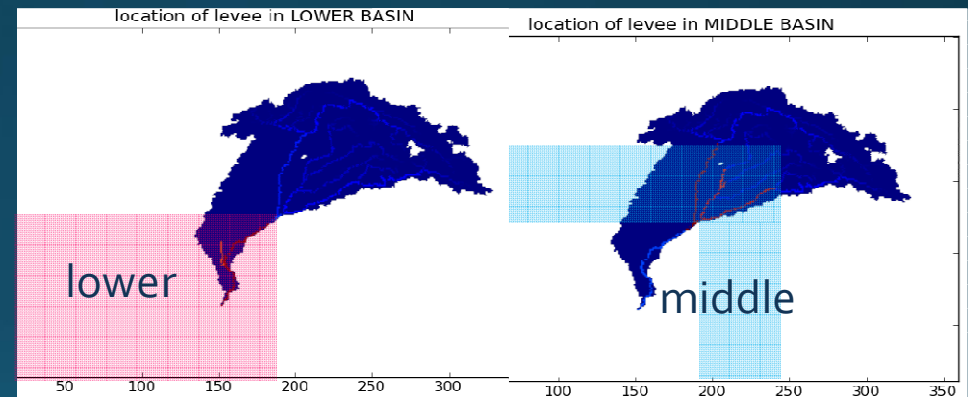 location of levee in LOWER BASIN
lower
50 100 150 200 250 300
location of levee in MIDDLE BASIN
middle
100 150 200 250 300 350